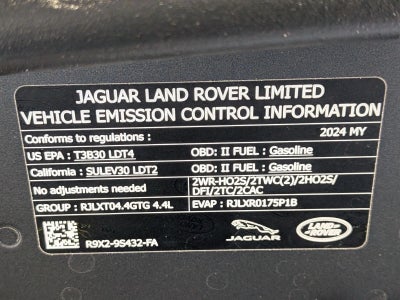 JAGUAR LAND ROVER LIMITED
VEHICLE EMISSION CONTROL INFORMATION
Conforms to regulations: 2024 MY
US EPA : T3B30 LDT4 OBD: II FUEL : Gasoline
California : SULEV30 LDT2 OBD: II FUEL : Gasoline
No adjustments needed 2WR-HO2S/2TWC(2)/2HO2S/
DFI/2TC/2CAC
GROUP : RJLXT04.4GTG 4.4L EVAP : RJLXR0175P1B
R9X2-9S432-FA JAGUAR LAND ROVER